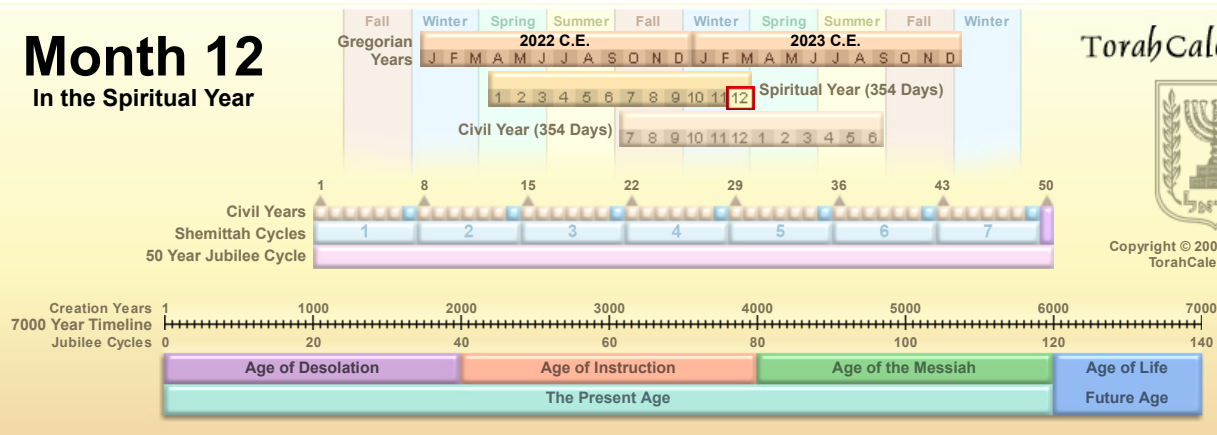 Month 12
In the Spiritual Year
Fall Winter Spring Summer Fall Winter Spring Summer Fall Winter
Gregorian Years
2022 C.E. 2023 C.E.
J F M A M J J A S O N D J F M A M J J A S O N D
1 2 3 4 5 6 7 8 9 10 11 12
Spiritual Year (354 Days)
Civil Year (354 Days)
7 8 9 10 11 12 1 2 3 4 5 6
1 8 15 22 29 36 43 50
Civil Years
Shemittah Cycles 1 2 3 4 5 6 7
50 Year Jubilee Cycle
Creation Years 1 1000 2000 3000 4000 5000 6000 7000
7000 Year Timeline
Jubilee Cycles 0 20 40 60 80 100 120 140
Age of Desolation Age of Instruction Age of the Messiah Age of Life
The Present Age Future Age
TorahCale
Copyright © 200
TorahCale